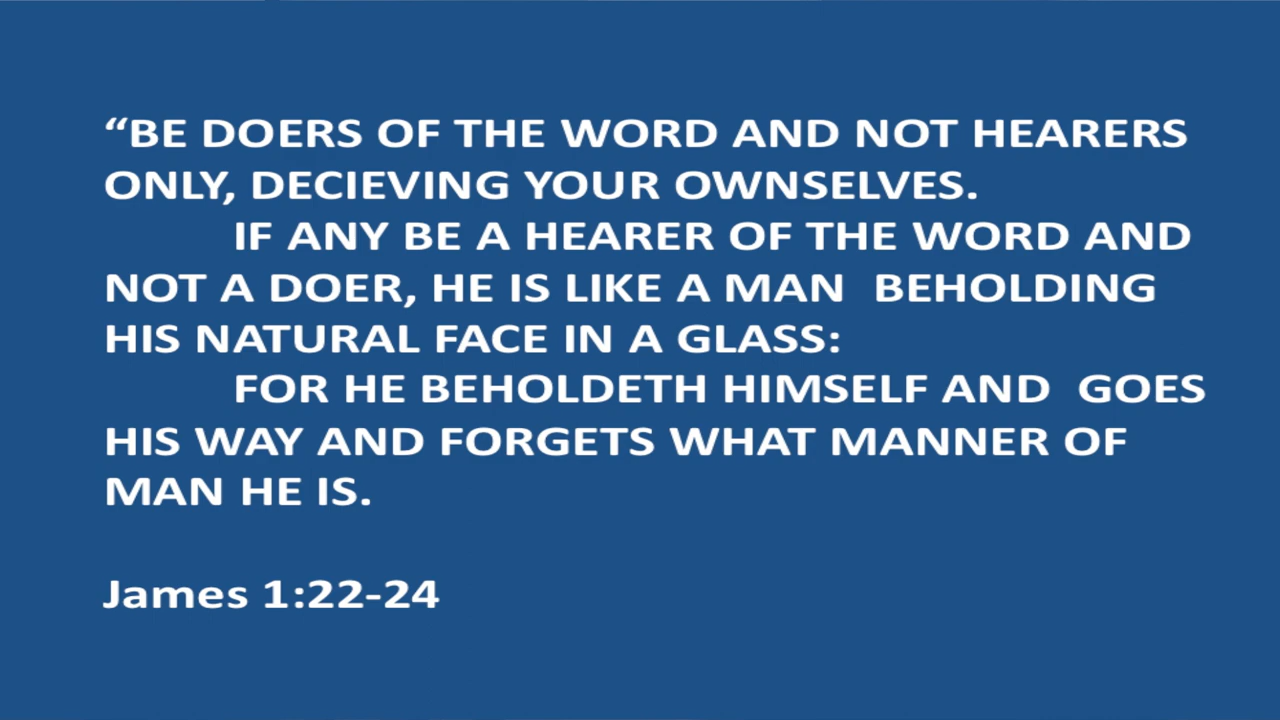 “BE DOERS OF THE WORD AND NOT HEARERS
ONLY, DECIEVING YOUR OWNSELVES.
IF ANY BE A HEARER OF THE WORD AND
NOT A DOER, HE IS LIKE A MAN  BEHOLDING
HIS NATURAL FACE IN A GLASS:
FOR HE BEHOLDETH HIMSELF AND  GOES
HIS WAY AND FORGETS WHAT MANNER OF
MAN HE IS.
James 1:22-24